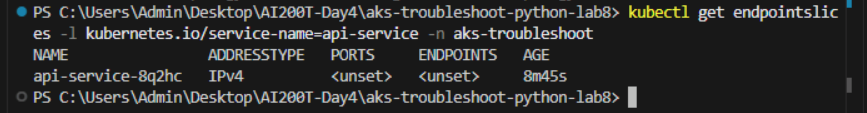 PS C:\Users\Admin\Desktop\AI200T-Day4\aks-troubleshoot-python-lab8> kubectl get endpointslic
es -l kubernetes.io/service-name=api-service -n aks-troubleshoot
NAME ADDRESSTYPE PORTS ENDPOINTS AGE
api-service-8q2hc IPv4 <unset> <unset> 8m45s
PS C:\Users\Admin\Desktop\AI200T-Day4\aks-troubleshoot-python-lab8>